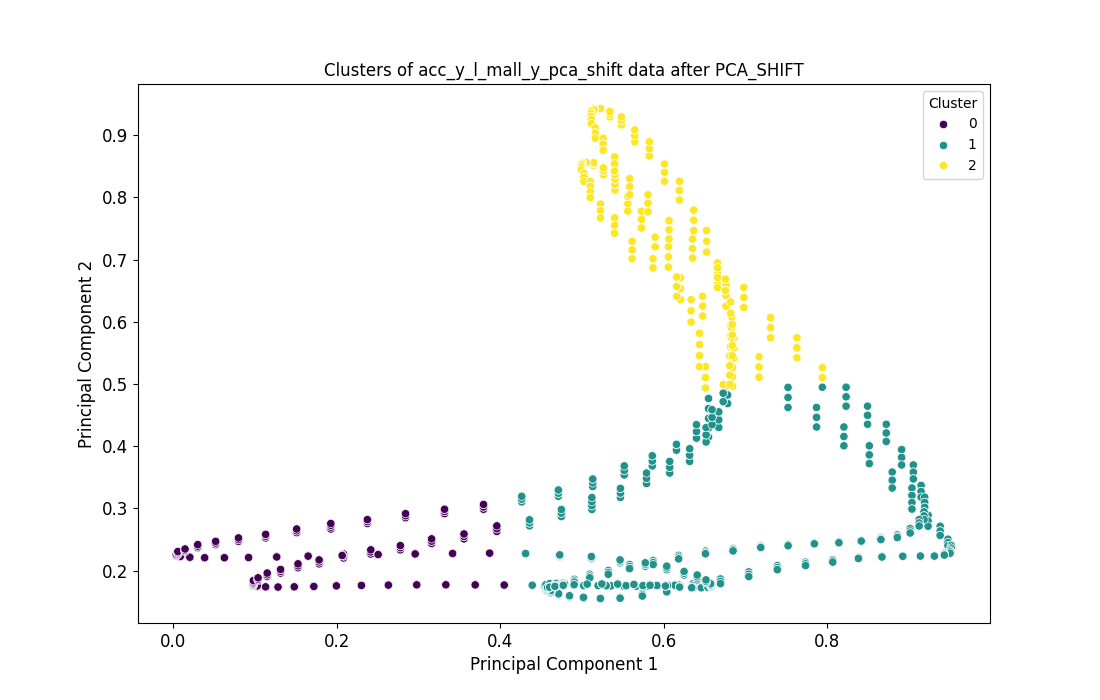 Clusters of acc_y_l_mall_y_pca_shift data after PCA_SHIFT
Cluster
0
1
2
Principal Component 2
0.9
0.8
0.7
0.6
0.5
0.4
0.3
0.2
0.0 0.2 0.4 0.6 0.8
Principal Component 1